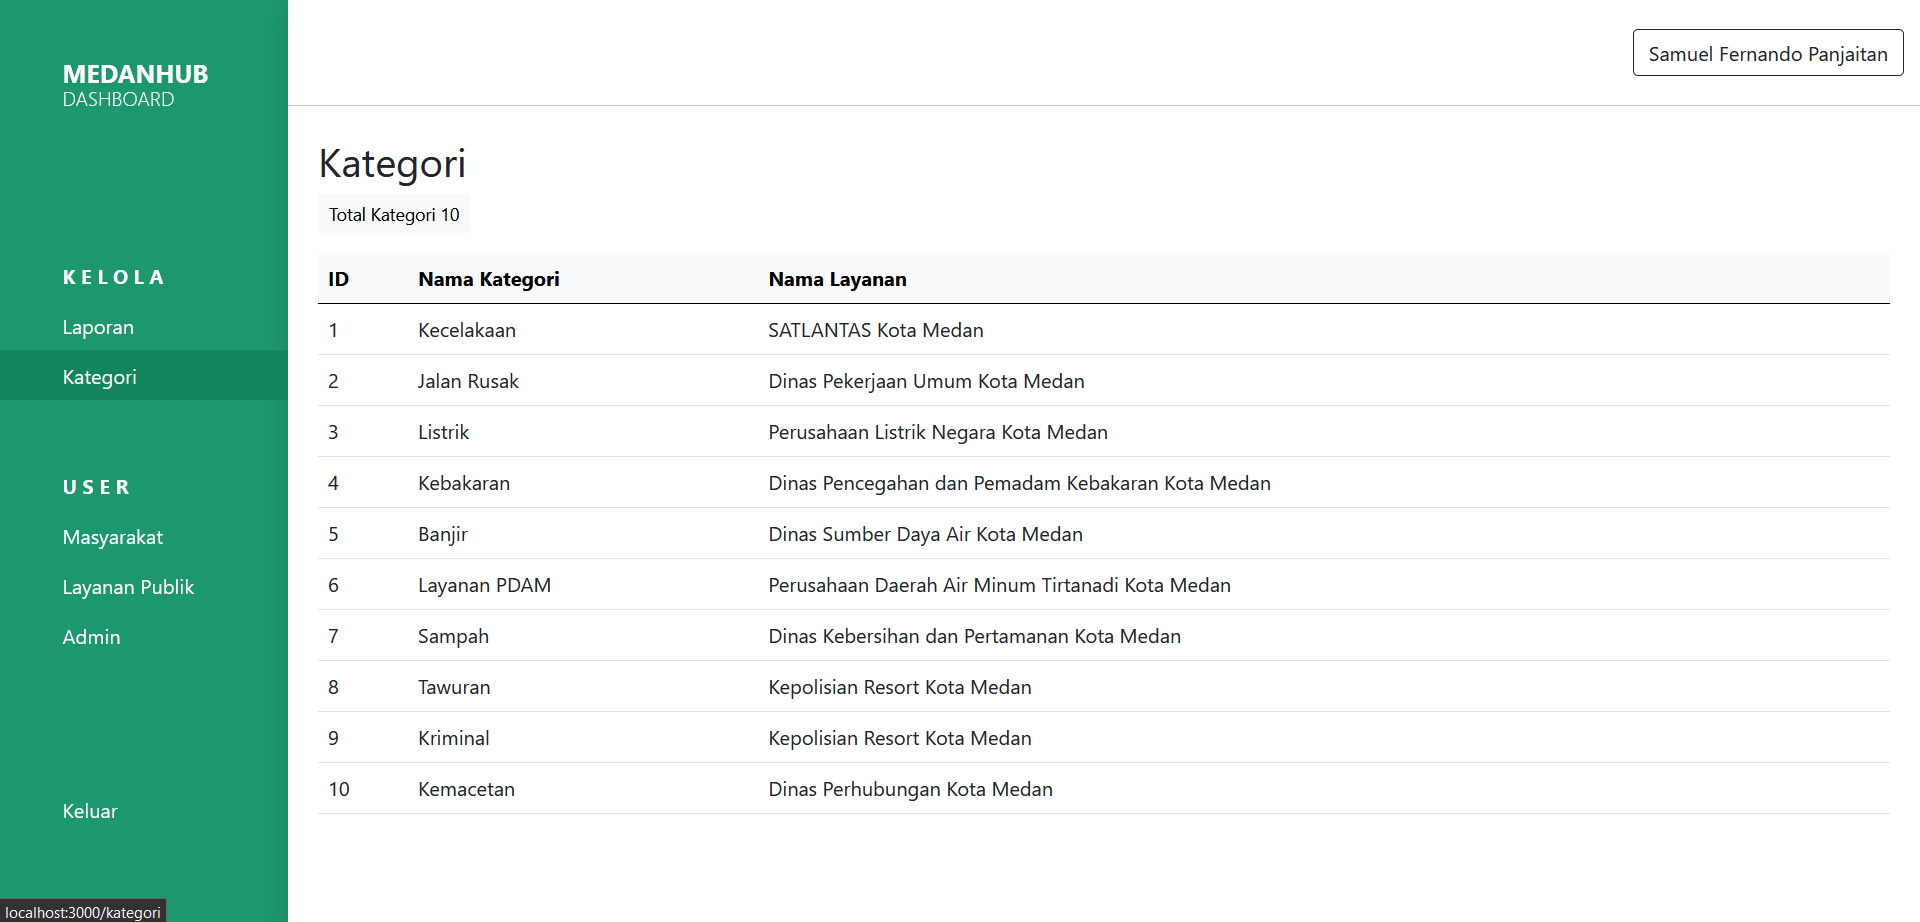 MEDANHUB
DASHBOARD
KELOLA
Laporan
Kategori
USER
Masyarakat
Layanan Publik
Admin
Keluar
localhost:3000/kategori
Samuel Fernando Panjaitan
Kategori
Total Kategori 10
ID Nama Kategori Nama Layanan
1 Kecelakaan SATLANTAS Kota Medan
2 Jalan Rusak Dinas Pekerjaan Umum Kota Medan
3 Listrik Perusahaan Listrik Negara Kota Medan
4 Kebakaran Dinas Pencegahan dan Pemadam Kebakaran Kota Medan
5 Banjir Dinas Sumber Daya Air Kota Medan
6 Layanan PDAM Perusahaan Daerah Air Minum Tirtanadi Kota Medan
7 Sampah Dinas Kebersihan dan Pertamanan Kota Medan
8 Tawuran Kepolisian Resort Kota Medan
9 Kriminal Kepolisian Resort Kota Medan
10 Kemacetan Dinas Perhubungan Kota Medan